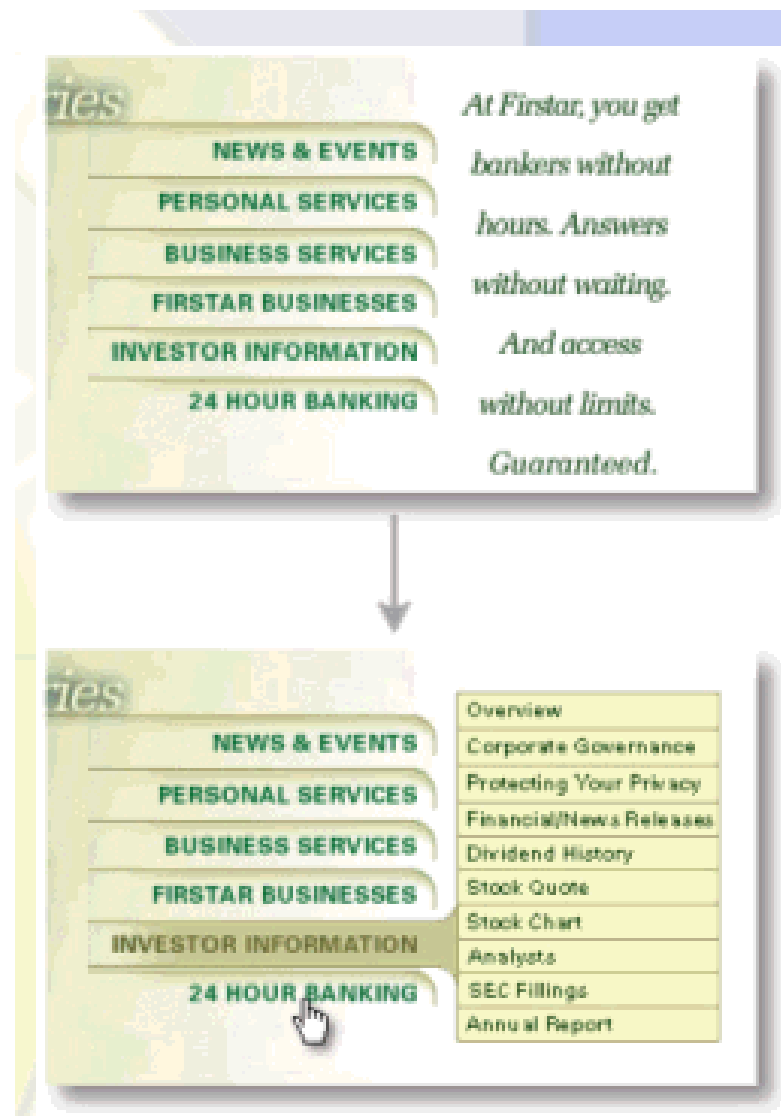 ries
NEWS & EVENTS
PERSONAL SERVICES
BUSINESS SERVICES
FIRSTAR BUSINESSES
INVESTOR INFORMATION
24 HOUR BANKING
At Firstar, you get
bankers without
hours. Answers
without waiting.
And access
without limits.
Guaranteed.
ries
NEWS & EVENTS
PERSONAL SERVICES
BUSINESS SERVICES
FIRSTAR BUSINESSES
INVESTOR INFORMATION
24 HOUR BANKING
Overview
Corporate Governance
Protecting Your Privacy
Financial/News Releases
Dividend History
Stock Quote
Stock Chart
Analysts
SEC Fillings
Annual Report